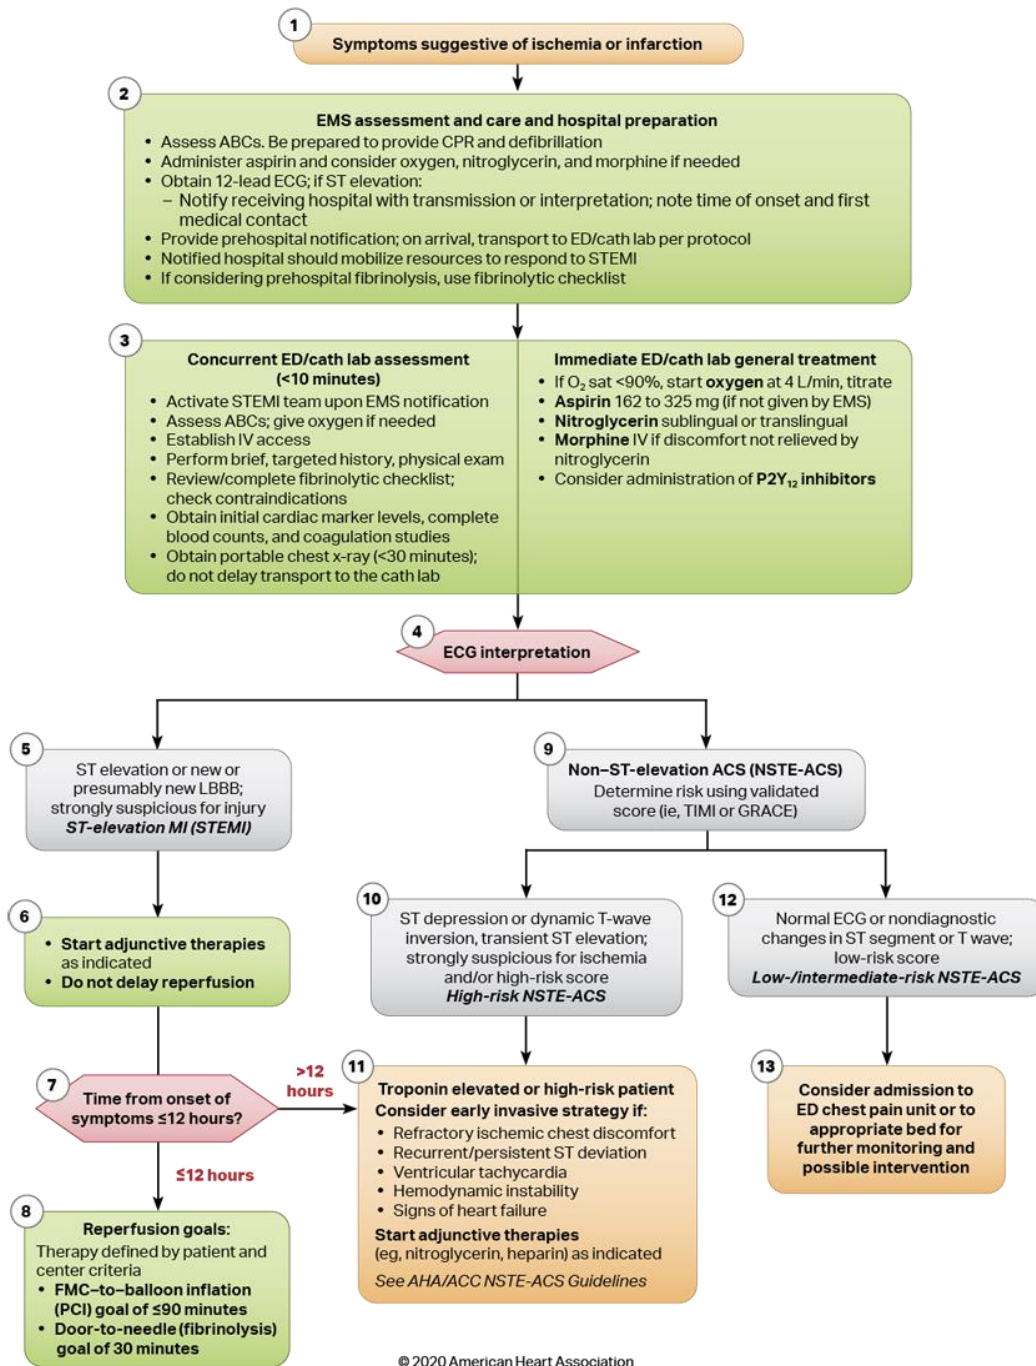 1
Symptoms suggestive of ischemia or infarction
2
EMS assessment and care and hospital preparation
• Assess ABCs. Be prepared to provide CPR and defibrillation
• Administer aspirin and consider oxygen, nitroglycerin, and morphine if needed
• Obtain 12-lead ECG; if ST elevation:
– Notify receiving hospital with transmission or interpretation; note time of onset and first
medical contact
• Provide prehospital notification; on arrival, transport to ED/cath lab per protocol
• Notified hospital should mobilize resources to respond to STEMI
• If considering prehospital fibrinolysis, use fibrinolytic checklist
3
Concurrent ED/cath lab assessment
(<10 minutes)
• Activate STEMI team upon EMS notification
• Assess ABCs; give oxygen if needed
• Establish IV access
• Perform brief, targeted history, physical exam
• Review/complete fibrinolytic checklist;
check contraindications
• Obtain initial cardiac marker levels, complete
blood counts, and coagulation studies
• Obtain portable chest x-ray (<30 minutes);
do not delay transport to the cath lab
Immediate ED/cath lab general treatment
• If O₂ sat <90%, start oxygen at 4 L/min, titrate
• Aspirin 162 to 325 mg (if not given by EMS)
• Nitroglycerin sublingual or translingual
• Morphine IV if discomfort not relieved by
nitroglycerin
• Consider administration of P2Y₁₂ inhibitors
4
ECG interpretation
5
ST elevation or new or
presumably new LBBB;
strongly suspicious for injury
ST-elevation MI (STEMI)
6
• Start adjunctive therapies
as indicated
• Do not delay reperfusion
7
Time from onset of
symptoms ≤12 hours?
>12
hours
≤12 hours
8
Reperfusion goals:
Therapy defined by patient and
center criteria
• FMC–to–balloon inflation
(PCI) goal of ≤90 minutes
• Door-to-needle (fibrinolysis)
goal of 30 minutes
9
Non–ST-elevation ACS (NSTE-ACS)
Determine risk using validated
score (ie, TIMI or GRACE)
10
ST depression or dynamic T-wave
inversion, transient ST elevation;
strongly suspicious for ischemia
and/or high-risk score
High-risk NSTE-ACS
11
Troponin elevated or high-risk patient
Consider early invasive strategy if:
• Refractory ischemic chest discomfort
• Recurrent/persistent ST deviation
• Ventricular tachycardia
• Hemodynamic instability
• Signs of heart failure
Start adjunctive therapies
(eg, nitroglycerin, heparin) as indicated
See AHA/ACC NSTE-ACS Guidelines
12
Normal ECG or nondiagnostic
changes in ST segment or T wave;
low-risk score
Low-/intermediate-risk NSTE-ACS
13
Consider admission to
ED chest pain unit or to
appropriate bed for
further monitoring and
possible intervention
© 2020 American Heart Association